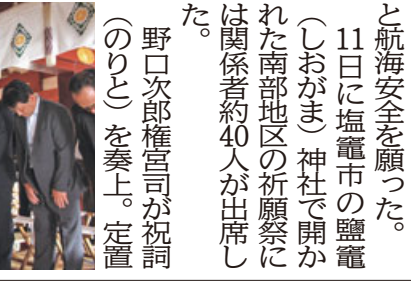 と航海安全を願った。
　11日に塩竈市の鹽竈
（しおがま）神社で開か
れた南部地区の祈願祭に
は関係者約40人が出席し
た。
　野口次郎権宮司が祝詞
（のりと）を奏上。定置